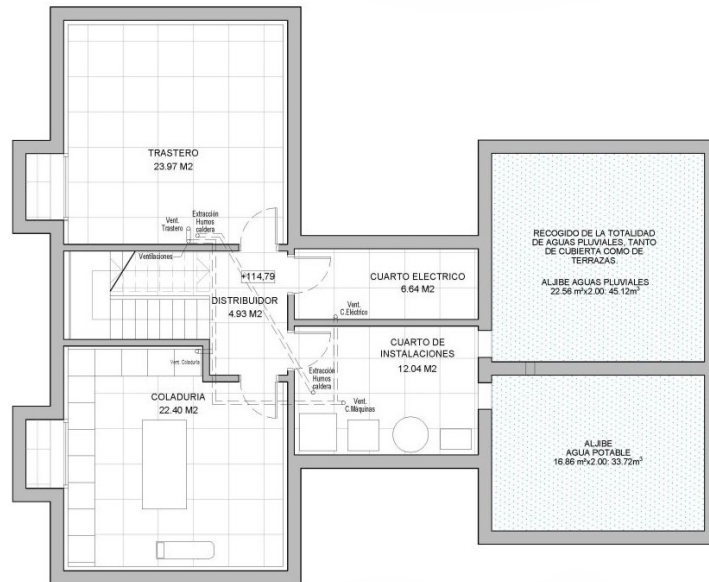 TRASTERO
23.97 M2
Vent.
Trastero
Extracción
Humos
caldera
Ventilaciones
+114,79
DISTRIBUIDOR
4.93 M2
CUARTO ELECTRICO
6.64 M2
Vent.
C.Eléctrico
CUARTO DE
INSTALACIONES
12.04 M2
Extracción
Humos
caldera
Vent.
C.Máquinas
Vent. Coladuría
COLADURIA
22.40 M2
RECOGIDO DE LA TOTALIDAD
DE AGUAS PLUVIALES, TANTO
DE CUBIERTA COMO DE
TERRAZAS.
ALJIBE AGUAS PLUVIALES
22.56 m²x2.00: 45.12m³
ALJIBE
AGUA POTABLE
16.86 m²x2.00: 33.72m³